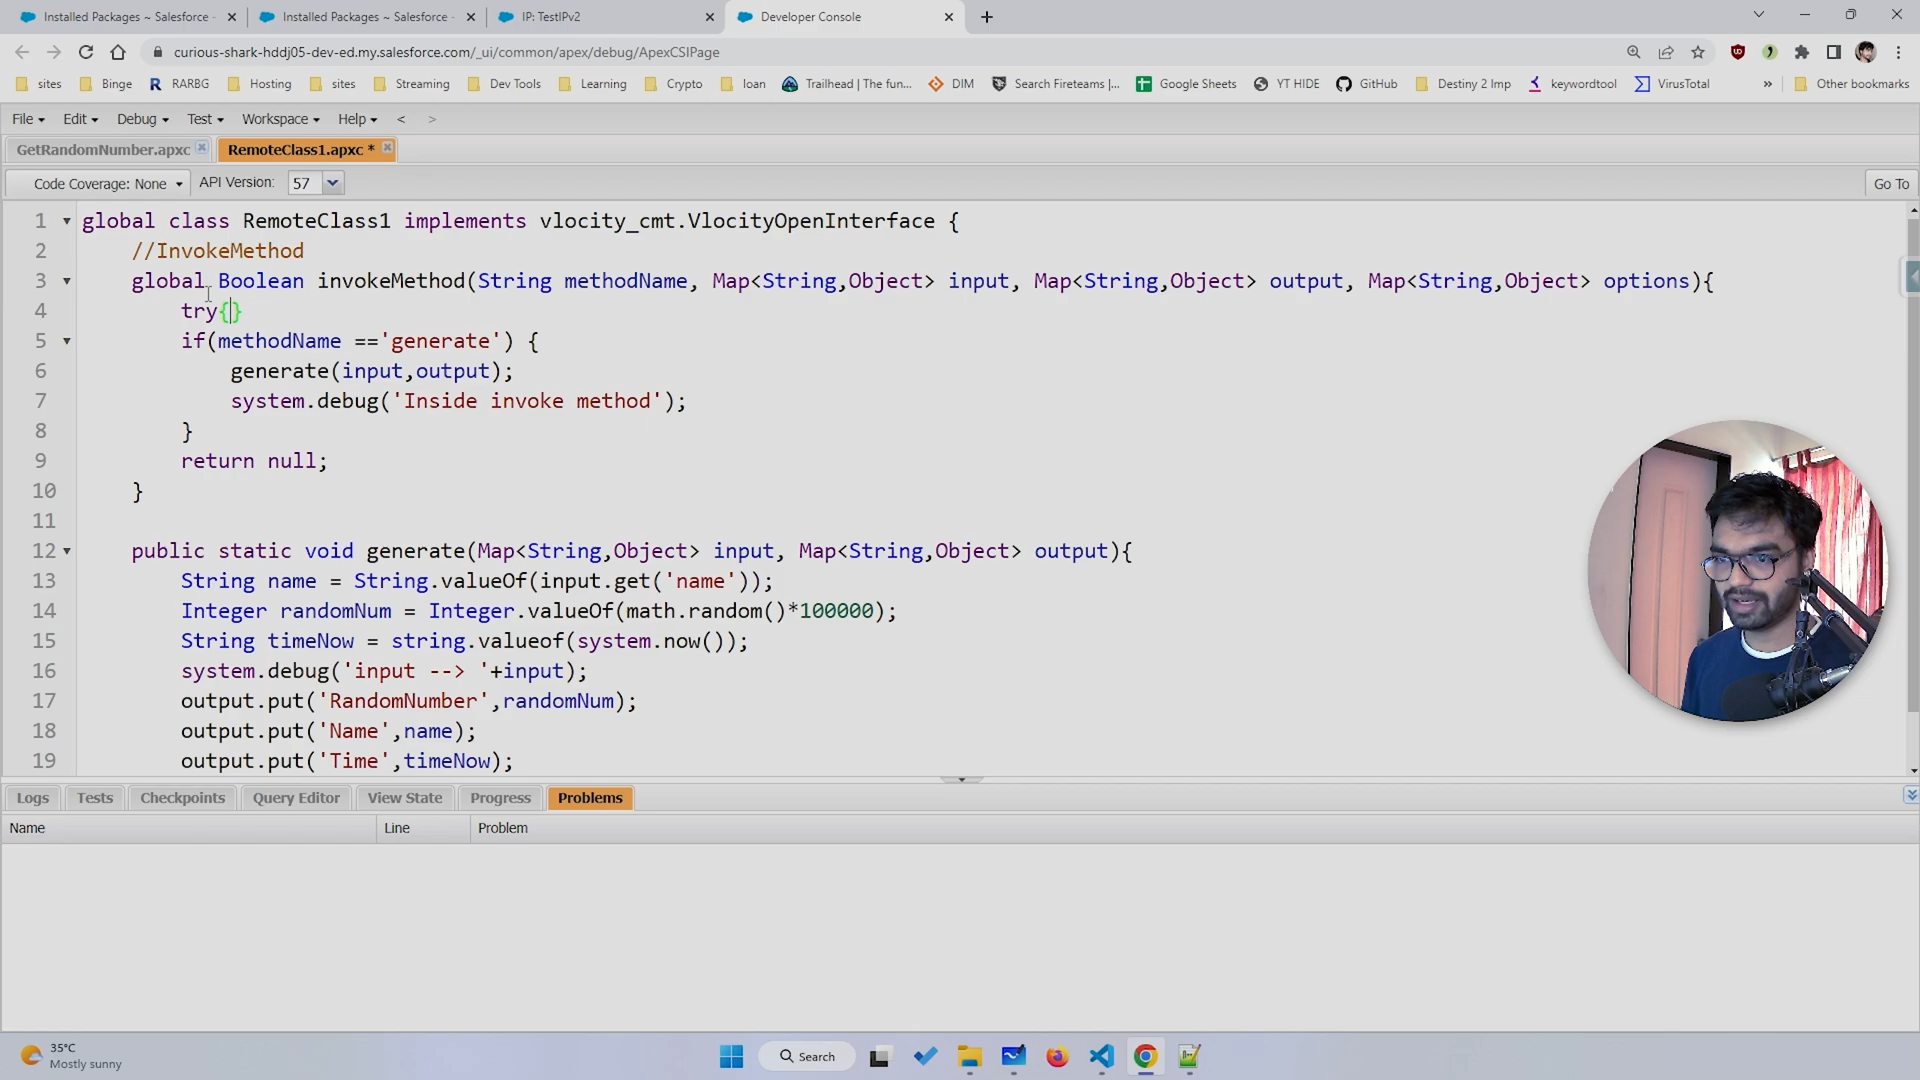 Installed Packages ~ Salesforce -
Installed Packages ~ Salesforce -
IP: TestIPv2
Developer Console
curious-shark-hddj05-dev-ed.my.salesforce.com/_ui/common/apex/debug/ApexCSIPage
sites
Binge
R RARBG
Hosting
sites
Streaming
Dev Tools
Learning
Crypto
loan
Trailhead | The fun...
DIM
Search Fireteams |...
Google Sheets
YT HIDE
GitHub
Destiny 2 Imp
keywordtool
VirusTotal
»
Other bookmarks
File
Edit
Debug
Test
Workspace
Help
<
>
GetRandomNumber.apxc
RemoteClass1.apxc *
Code Coverage: None
API Version:
57
Go To
1 global class RemoteClass1 implements vlocity_cmt.VlocityOpenInterface {
2 //InvokeMethod
3 global Boolean invokeMethod(String methodName, Map<String,Object> input, Map<String,Object> output, Map<String,Object> options){
4 try{}
5 if(methodName =='generate') {
6 generate(input,output);
7 system.debug('Inside invoke method');
8 }
9 return null;
10 }
11
12 public static void generate(Map<String,Object> input, Map<String,Object> output){
13 String name = String.valueOf(input.get('name'));
14 Integer randomNum = Integer.valueOf(math.random()*100000);
15 String timeNow = string.valueof(system.now());
16 system.debug('input --> '+input);
17 output.put('RandomNumber',randomNum);
18 output.put('Name',name);
19 output.put('Time',timeNow);
Logs
Tests
Checkpoints
Query Editor
View State
Progress
Problems
Name
Line
Problem
35°C
Mostly sunny
Search